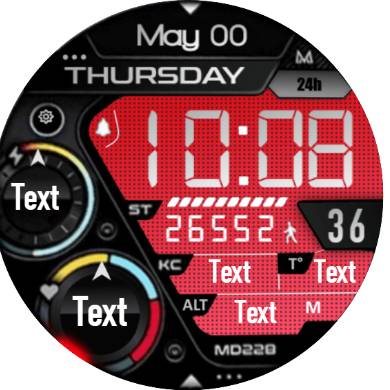 May 00
THURSDAY
24h
10:08
ST
26552
36
Text
KC
Text
T°
Text
Text
ALT
Text
M
MD228